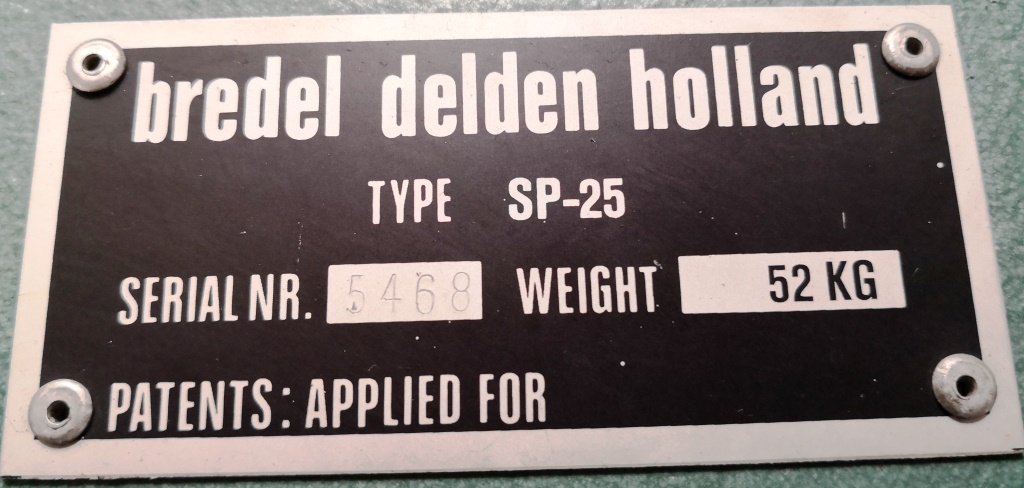 bredel delden holland
TYPE SP-25
SERIAL NR. 5468 WEIGHT 52 KG
PATENTS: APPLIED FOR